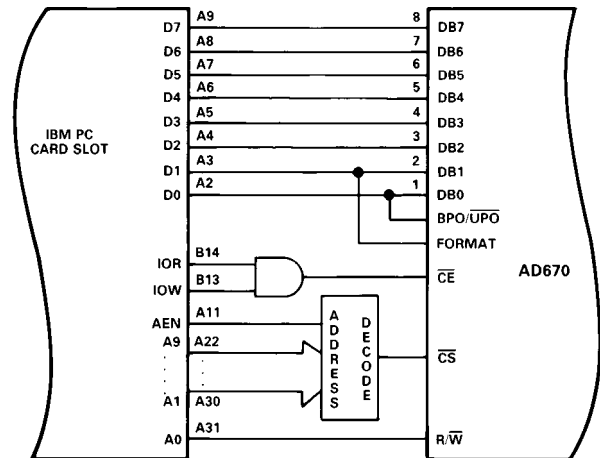 D7 A9 8 DB7
D6 A8 7 DB6
D5 A7 6 DB5
D4 A6 5 DB4
D3 A5 4 DB3
D2 A4 3 DB2
D1 A3 2 DB1
D0 A2 1 DB0
IBM PC
CARD SLOT
BPO/UPO
FORMAT
IOR B14
IOW B13
CE
AD670
AEN A11
A9 A22
A1 A30
ADDRESS
DECODE
CS
A0 A31
R/W